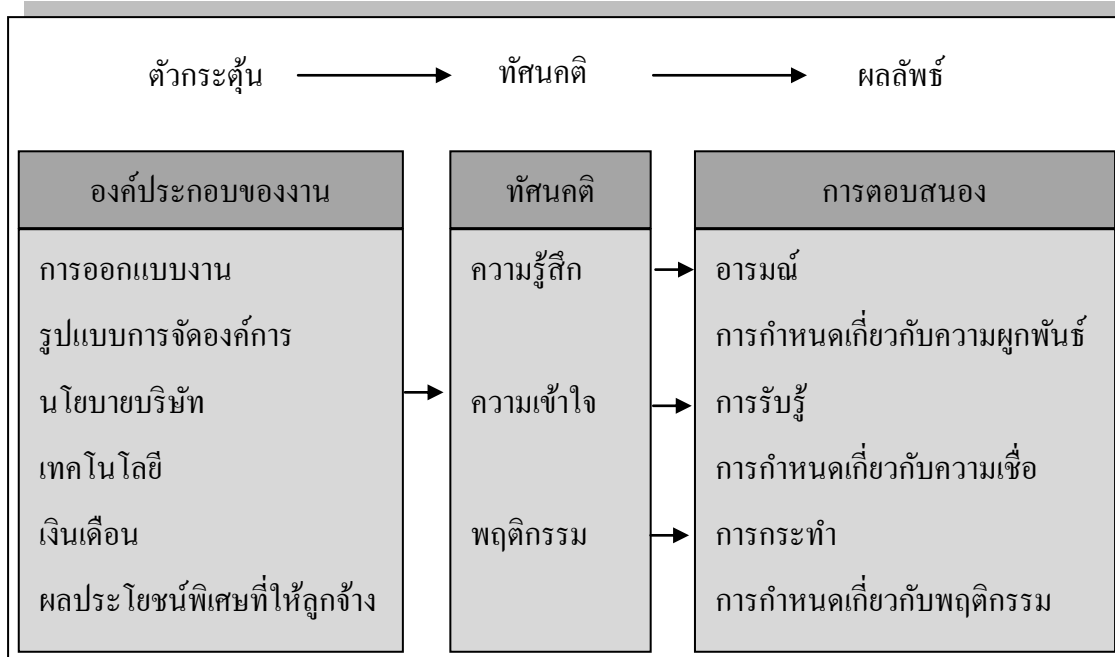 ตัวกระตุ้น ทัศนคติ ผลลัพธ์
องค์ประกอบของงาน
การออกแบบงาน
รูปแบบการจัดองค์การ
นโยบายบริษัท
เทคโนโลยี
เงินเดือน
ผลประโยชน์พิเศษที่ให้ลูกจ้าง
ทัศนคติ
ความรู้สึก
ความเข้าใจ
พฤติกรรม
การตอบสนอง
อารมณ์
การกำหนดเกี่ยวกับความผูกพันธ์
การรับรู้
การกำหนดเกี่ยวกับความเชื่อ
การกระทำ
การกำหนดเกี่ยวกับพฤติกรรม